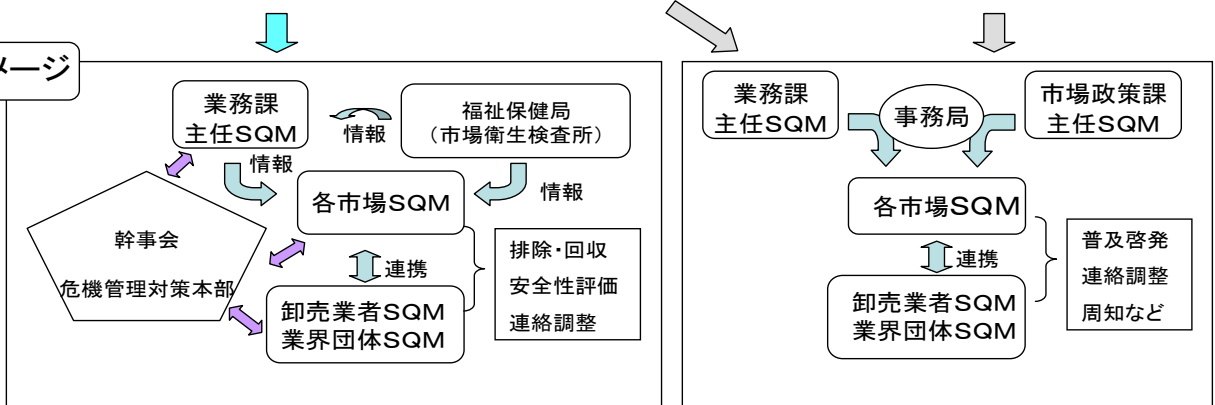 メージ
業務課
主任SQM
情報
福祉保健局
(市場衛生検査所)
情報
各市場SQM
情報
幹事会
危機管理対策本部
連携
卸売業者SQM
業界団体SQM
排除・回収
安全性評価
連絡調整
業務課
主任SQM
事務局
市場政策課
主任SQM
各市場SQM
連携
卸売業者SQM
業界団体SQM
普及啓発
連絡調整
周知など